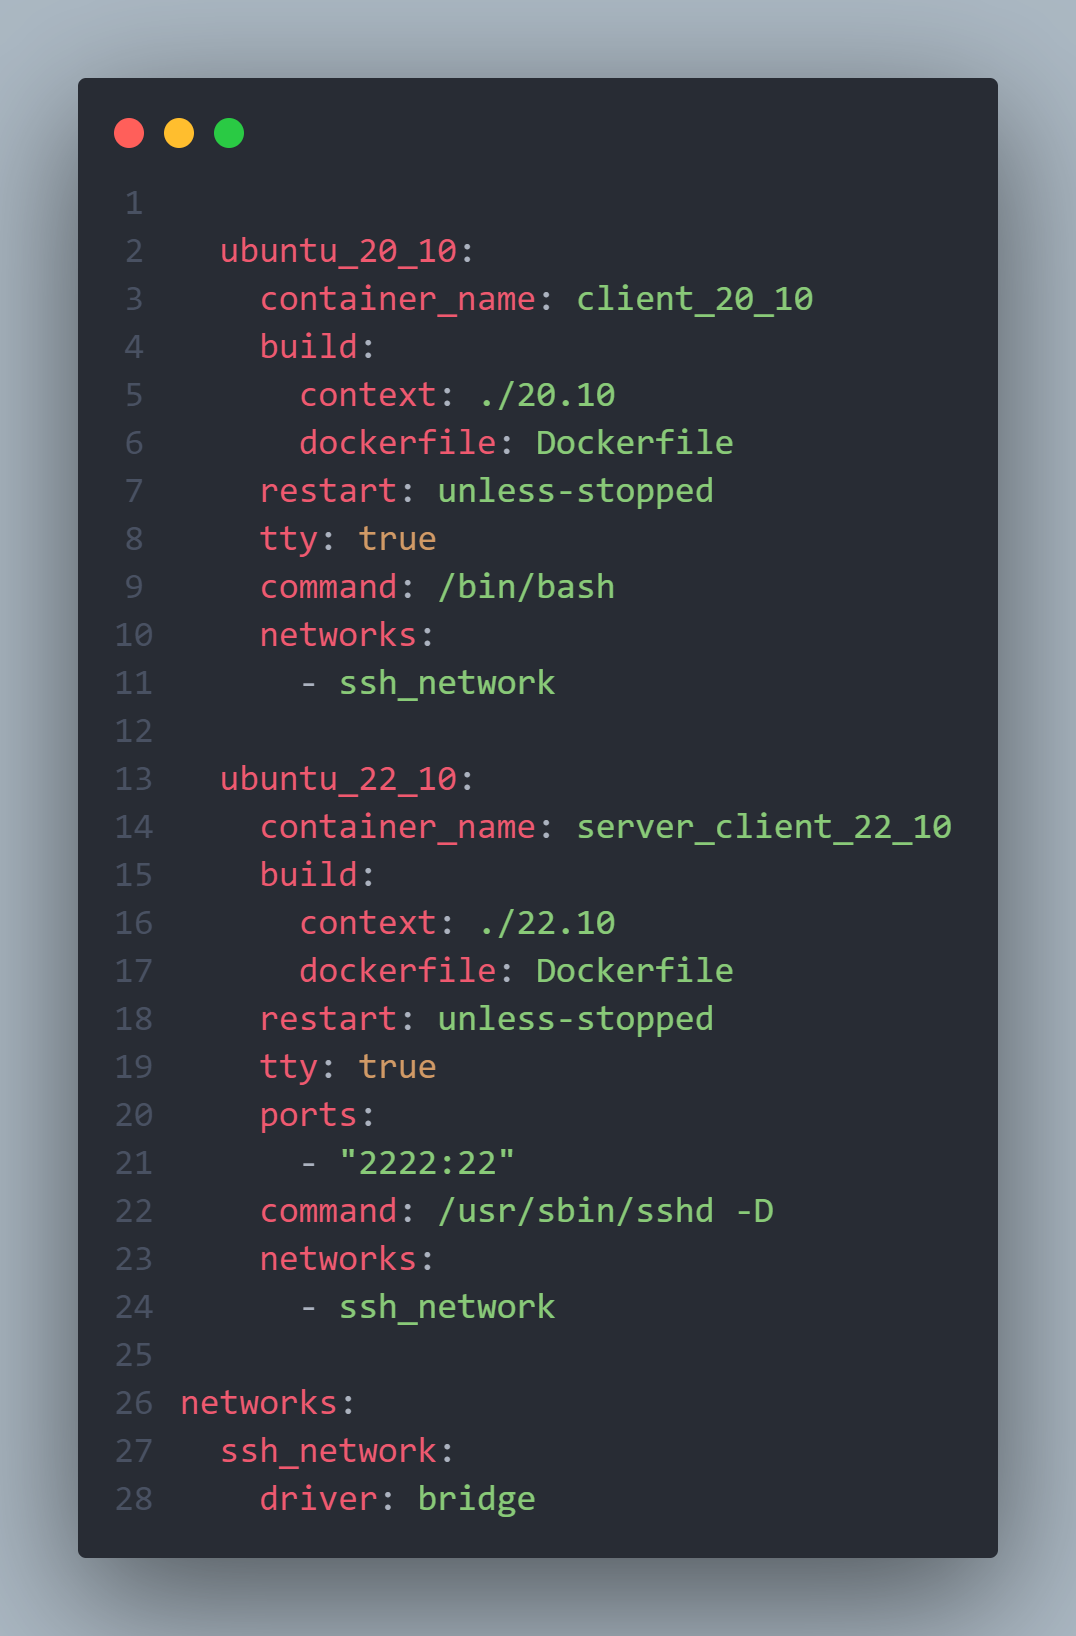 1
2   ubuntu_20_10:
3     container_name: client_20_10
4     build:
5       context: ./20.10
6       dockerfile: Dockerfile
7     restart: unless-stopped
8     tty: true
9     command: /bin/bash
10     networks:
11       - ssh_network
12
13   ubuntu_22_10:
14     container_name: server_client_22_10
15     build:
16       context: ./22.10
17       dockerfile: Dockerfile
18     restart: unless-stopped
19     tty: true
20     ports:
21       - "2222:22"
22     command: /usr/sbin/sshd -D
23     networks:
24       - ssh_network
25
26 networks:
27   ssh_network:
28     driver: bridge